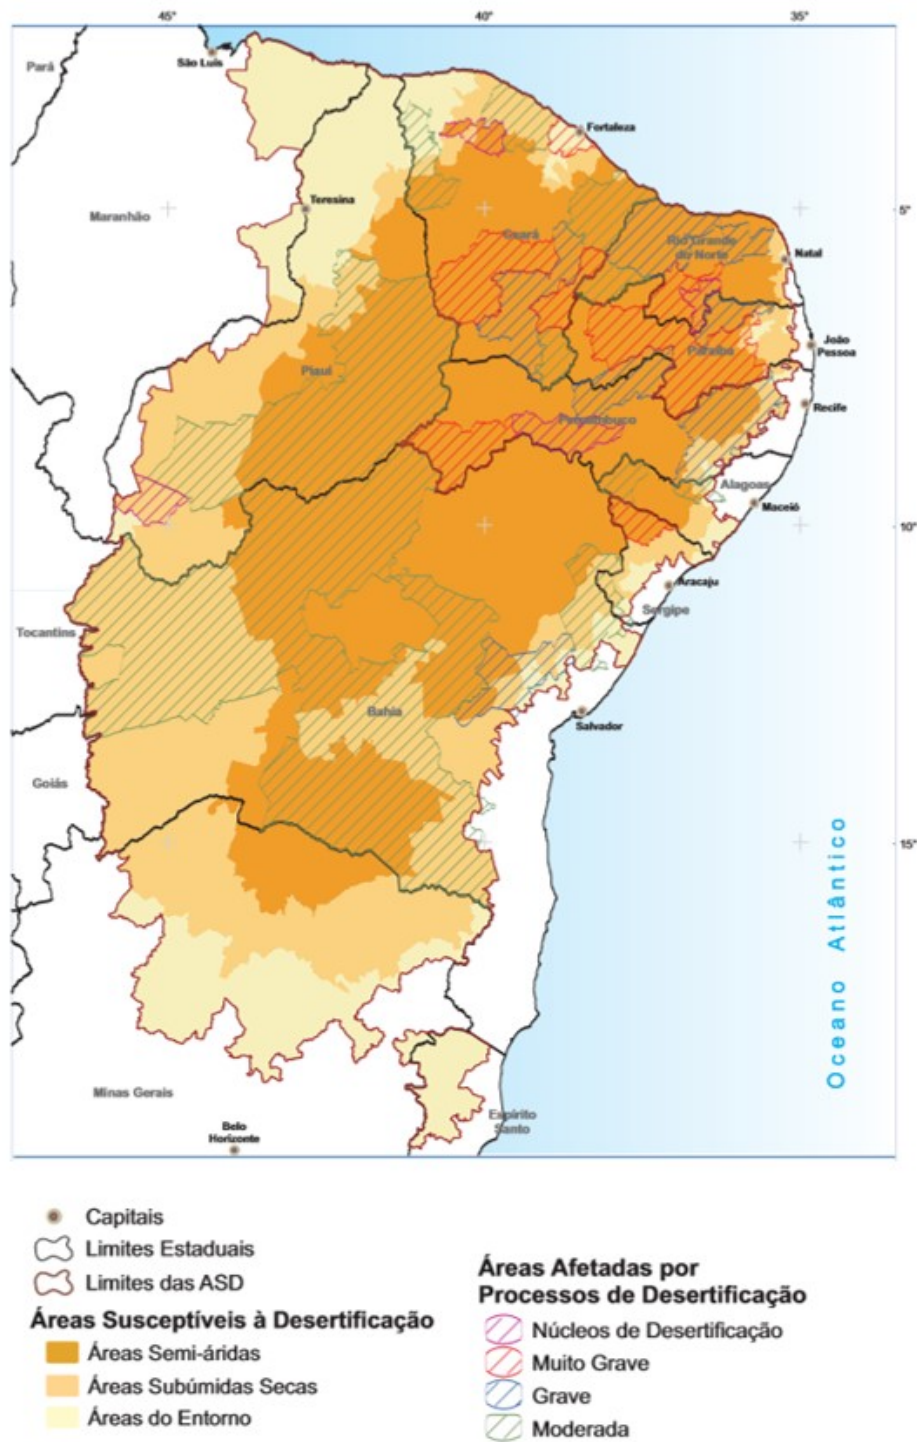 45°
40°
35°
São Luís
Pará
Fortaleza
Teresina
5°
Maranhão
Ceará
Rio Grande
do Norte
Natal
João
Pessoa
Paraíba
Piauí
Recife
Pernambuco
Alagoas
Maceió
10°
Aracaju
Sergipe
Tocantins
Bahia
Salvador
Goiás
15°
Oceano Atlântico
Minas Gerais
Espírito
Santo
Belo
Horizonte
Capitais
Limites Estaduais
Limites das ASD
Áreas Susceptíveis à Desertificação
Áreas Semi-áridas
Áreas Subúmidas Secas
Áreas do Entorno
Áreas Afetadas por
Processos de Desertificação
Núcleos de Desertificação
Muito Grave
Grave
Moderada